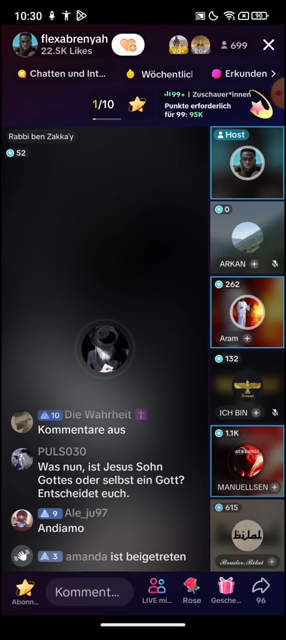 10:30
90
flexabrenyah
22.5K Likes
699
Chatten und Int...
Wöchentlic
Erkunden
1/10
99+ | Zuschauer*innen
Punkte erforderlich
für 99: 95K
Rabbi ben Zakka'y
52
Host
0
ARKAN
262
Aram
132
ICH BIN
1.1K
MANUELLSEN
615
bilal
Bruder.Bilal
10 Die Wahrheit
Kommentare aus
PULS030
Was nun, ist Jesus Sohn
Gottes oder selbst ein Gott?
Entscheidet euch.
9 Ale_ju97
Andiamo
3 amanda ist beigetreten
Abonn...
Komment...
LIVE mi...
Rose
Gesche...
96